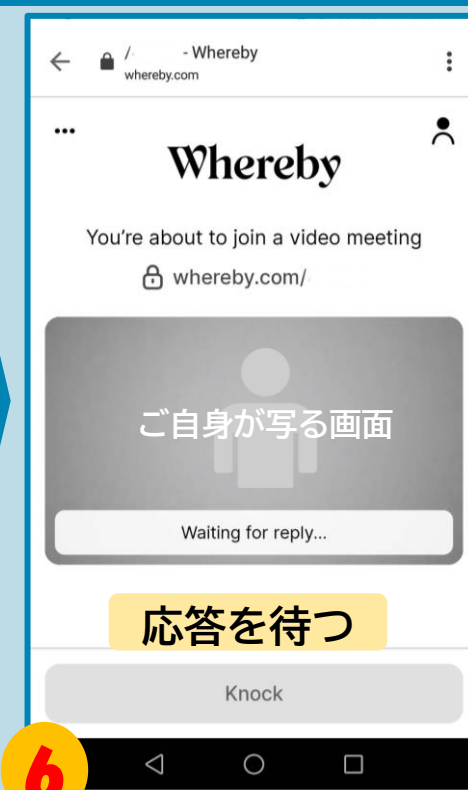 / - Whereby
whereby.com
Whereby
You're about to join a video meeting
whereby.com/
ご自身が写る画面
Waiting for reply...
応答を待つ
Knock
6